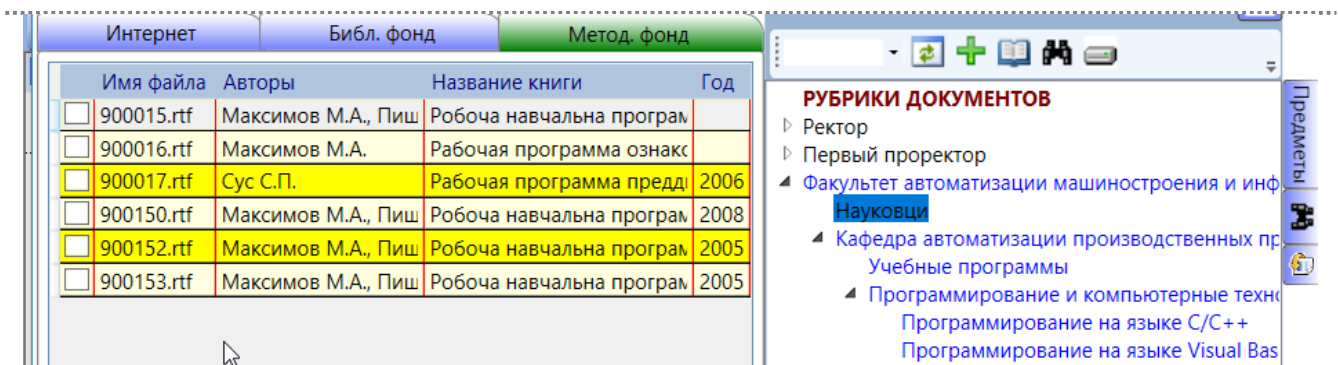 Интернет Библ. фонд Метод. фонд
Имя файла Авторы Название книги Год
900015.rtf Максимов М.А., Пиш Робоча навчальна програм
900016.rtf Максимов М.А. Рабочая программа ознако
900017.rtf Сус С.П. Рабочая программа предди 2006
900150.rtf Максимов М.А., Пиш Робоча навчальна програм 2008
900152.rtf Максимов М.А., Пиш Робоча навчальна програм 2005
900153.rtf Максимов М.А., Пиш Робоча навчальна програм 2005
РУБРИКИ ДОКУМЕНТОВ
Ректор
Первый проректор
Факультет автоматизации машиностроения и инф
Науковци
Кафедра автоматизации производственных пр
Учебные программы
Программирование и компьютерные техно
Программирование на языке C/C++
Программирование на языке Visual Bas
Предметы